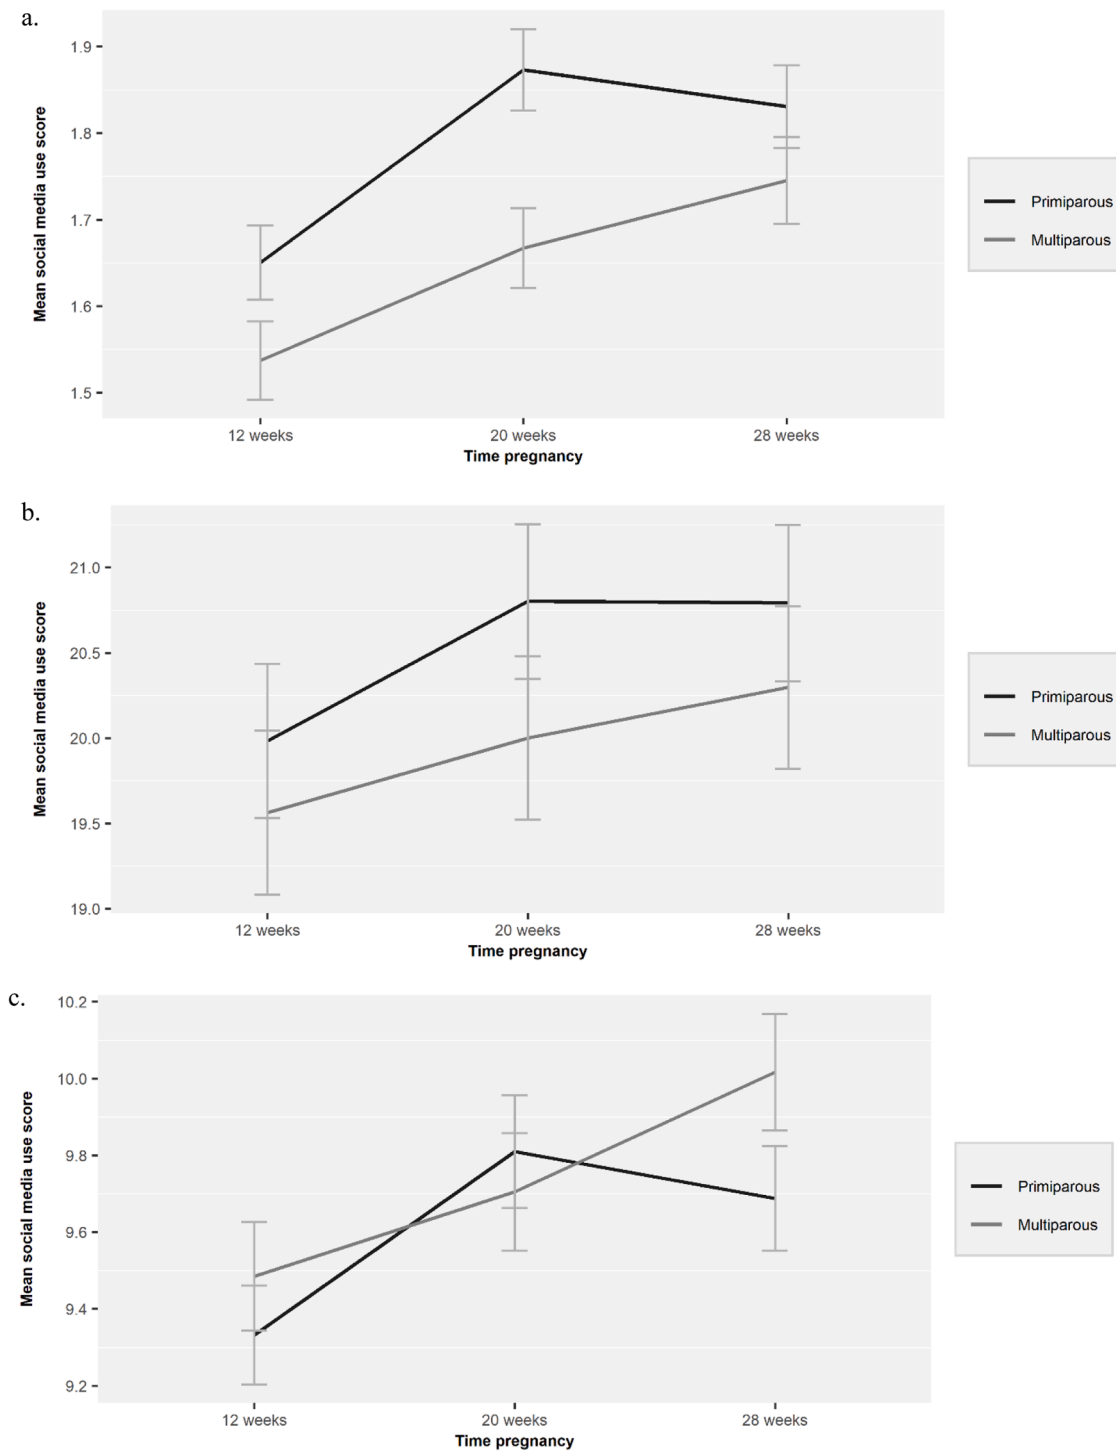 a.
Mean social media use score
1.9
1.8
1.7
1.6
1.5
12 weeks 20 weeks 28 weeks
Time pregnancy
Primiparous
Multiparous
b.
Mean social media use score
21.0
20.5
20.0
19.5
19.0
12 weeks 20 weeks 28 weeks
Time pregnancy
Primiparous
Multiparous
c.
Mean social media use score
10.2
10.0
9.8
9.6
9.4
9.2
12 weeks 20 weeks 28 weeks
Time pregnancy
Primiparous
Multiparous